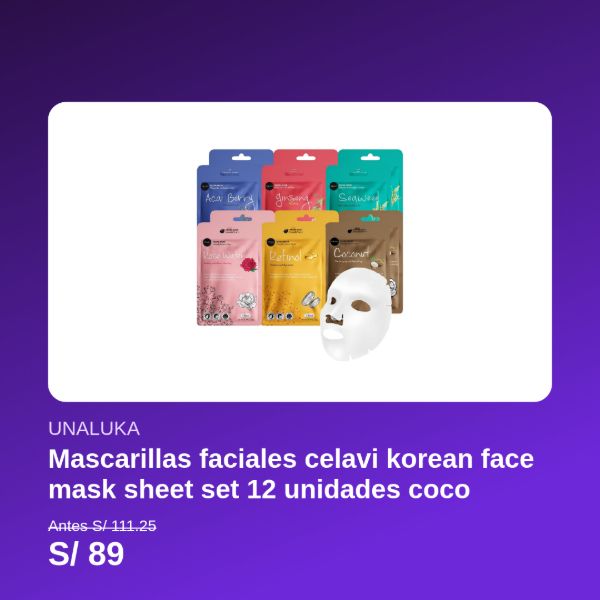 Acai Berry
Ginseng
Seaweed
Rose Water
Retinol
Coconut
UNALUKA
Mascarillas faciales celavi korean face
mask sheet set 12 unidades coco
Antes S/ 111.25
S/ 89